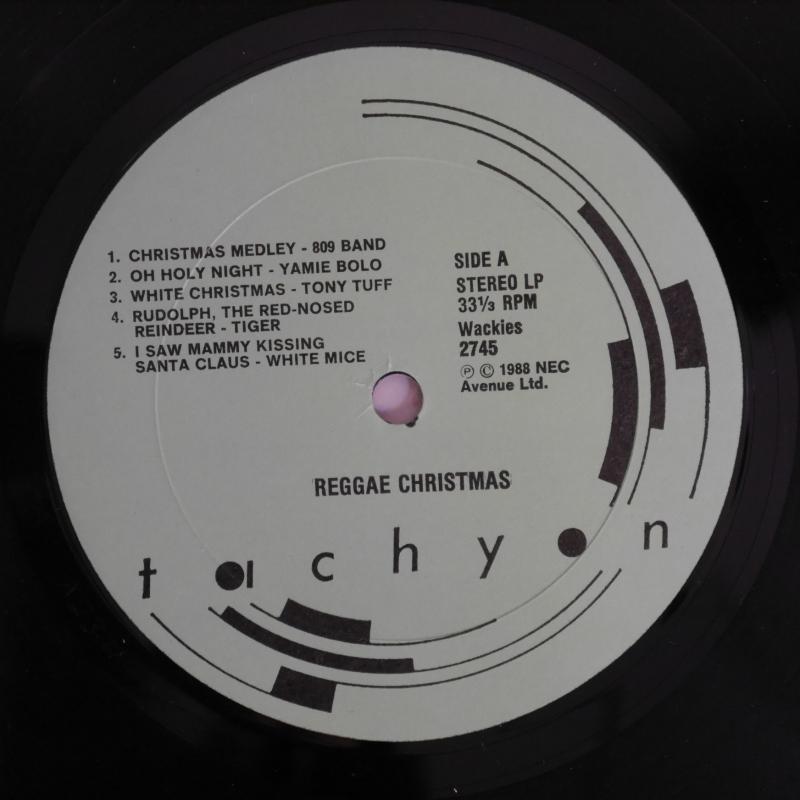 1. CHRISTMAS MEDLEY - 809 BAND
2. OH HOLY NIGHT - YAMIE BOLO
3. WHITE CHRISTMAS - TONY TUFF
4. RUDOLPH, THE RED-NOSED
REINDEER - TIGER
5. I SAW MAMMY KISSING
SANTA CLAUS - WHITE MICE
SIDE A
STEREO LP
33⅓ RPM
Wackies
2745
℗ © 1988 NEC
Avenue Ltd.
REGGAE CHRISTMAS
tachyon